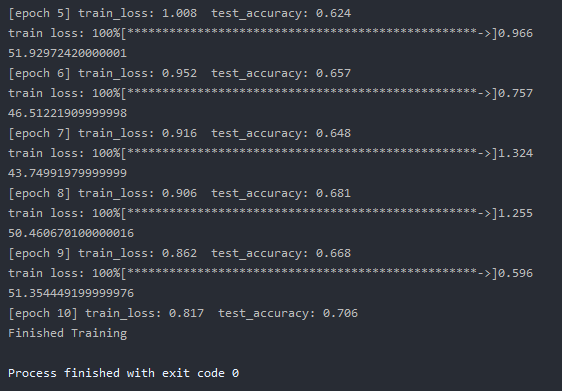 [epoch 5] train_loss: 1.008  test_accuracy: 0.624
train loss: 100%[*************************************************->]0.966
51.92972420000001
[epoch 6] train_loss: 0.952  test_accuracy: 0.657
train loss: 100%[*************************************************->]0.757
46.51221909999998
[epoch 7] train_loss: 0.916  test_accuracy: 0.648
train loss: 100%[*************************************************->]1.324
43.74991979999999
[epoch 8] train_loss: 0.906  test_accuracy: 0.681
train loss: 100%[*************************************************->]1.255
50.460670100000016
[epoch 9] train_loss: 0.862  test_accuracy: 0.668
train loss: 100%[*************************************************->]0.596
51.354449199999976
[epoch 10] train_loss: 0.817  test_accuracy: 0.706
Finished Training
Process finished with exit code 0